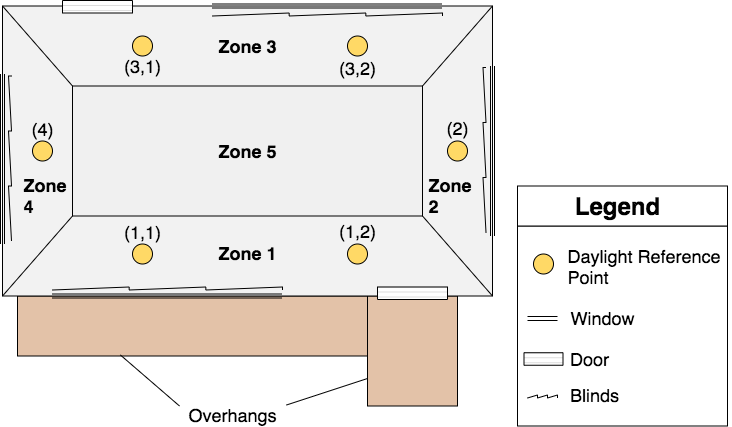 Zone 3
(3,1)
(3,2)
(4)
(2)
Zone 5
Zone
4
Zone
2
(1,1)
Zone 1
(1,2)
Overhangs
Legend
Daylight Reference
Point
Window
Door
Blinds